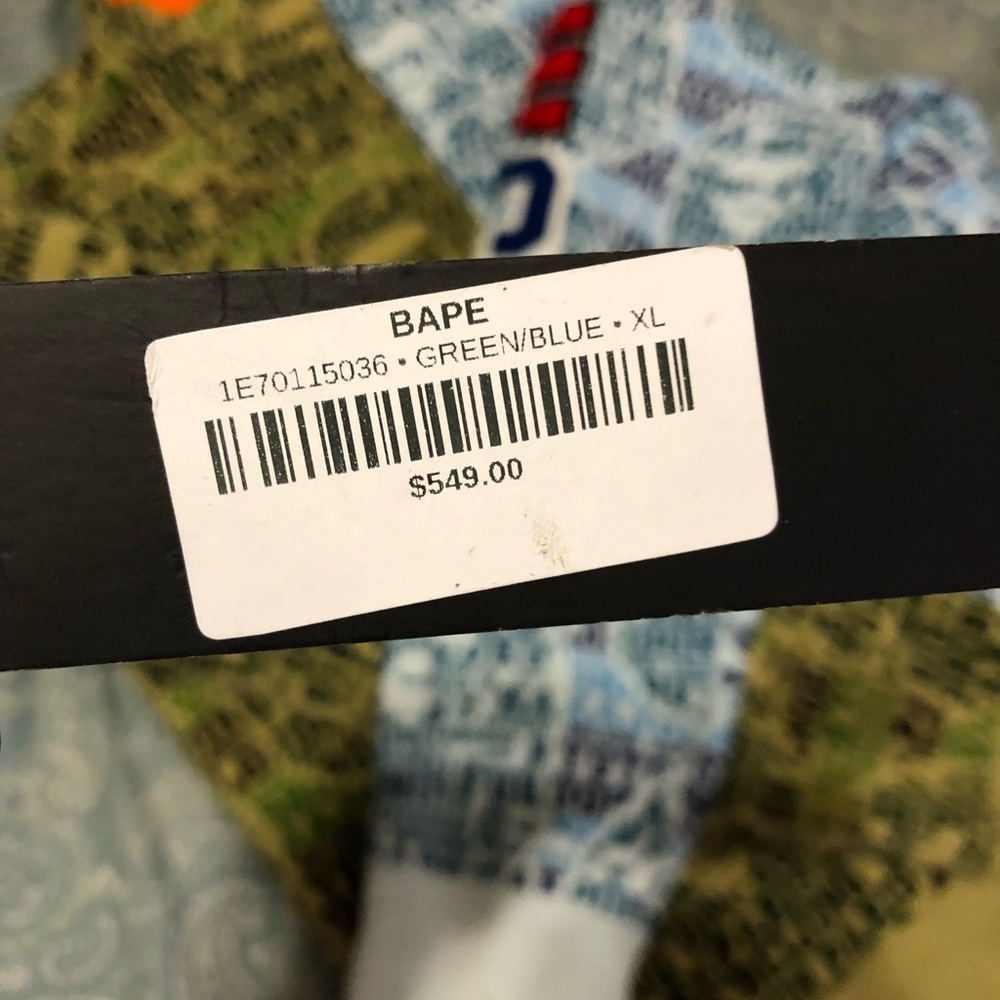 BAPE
1E70115036 • GREEN/BLUE • XL
$549.00